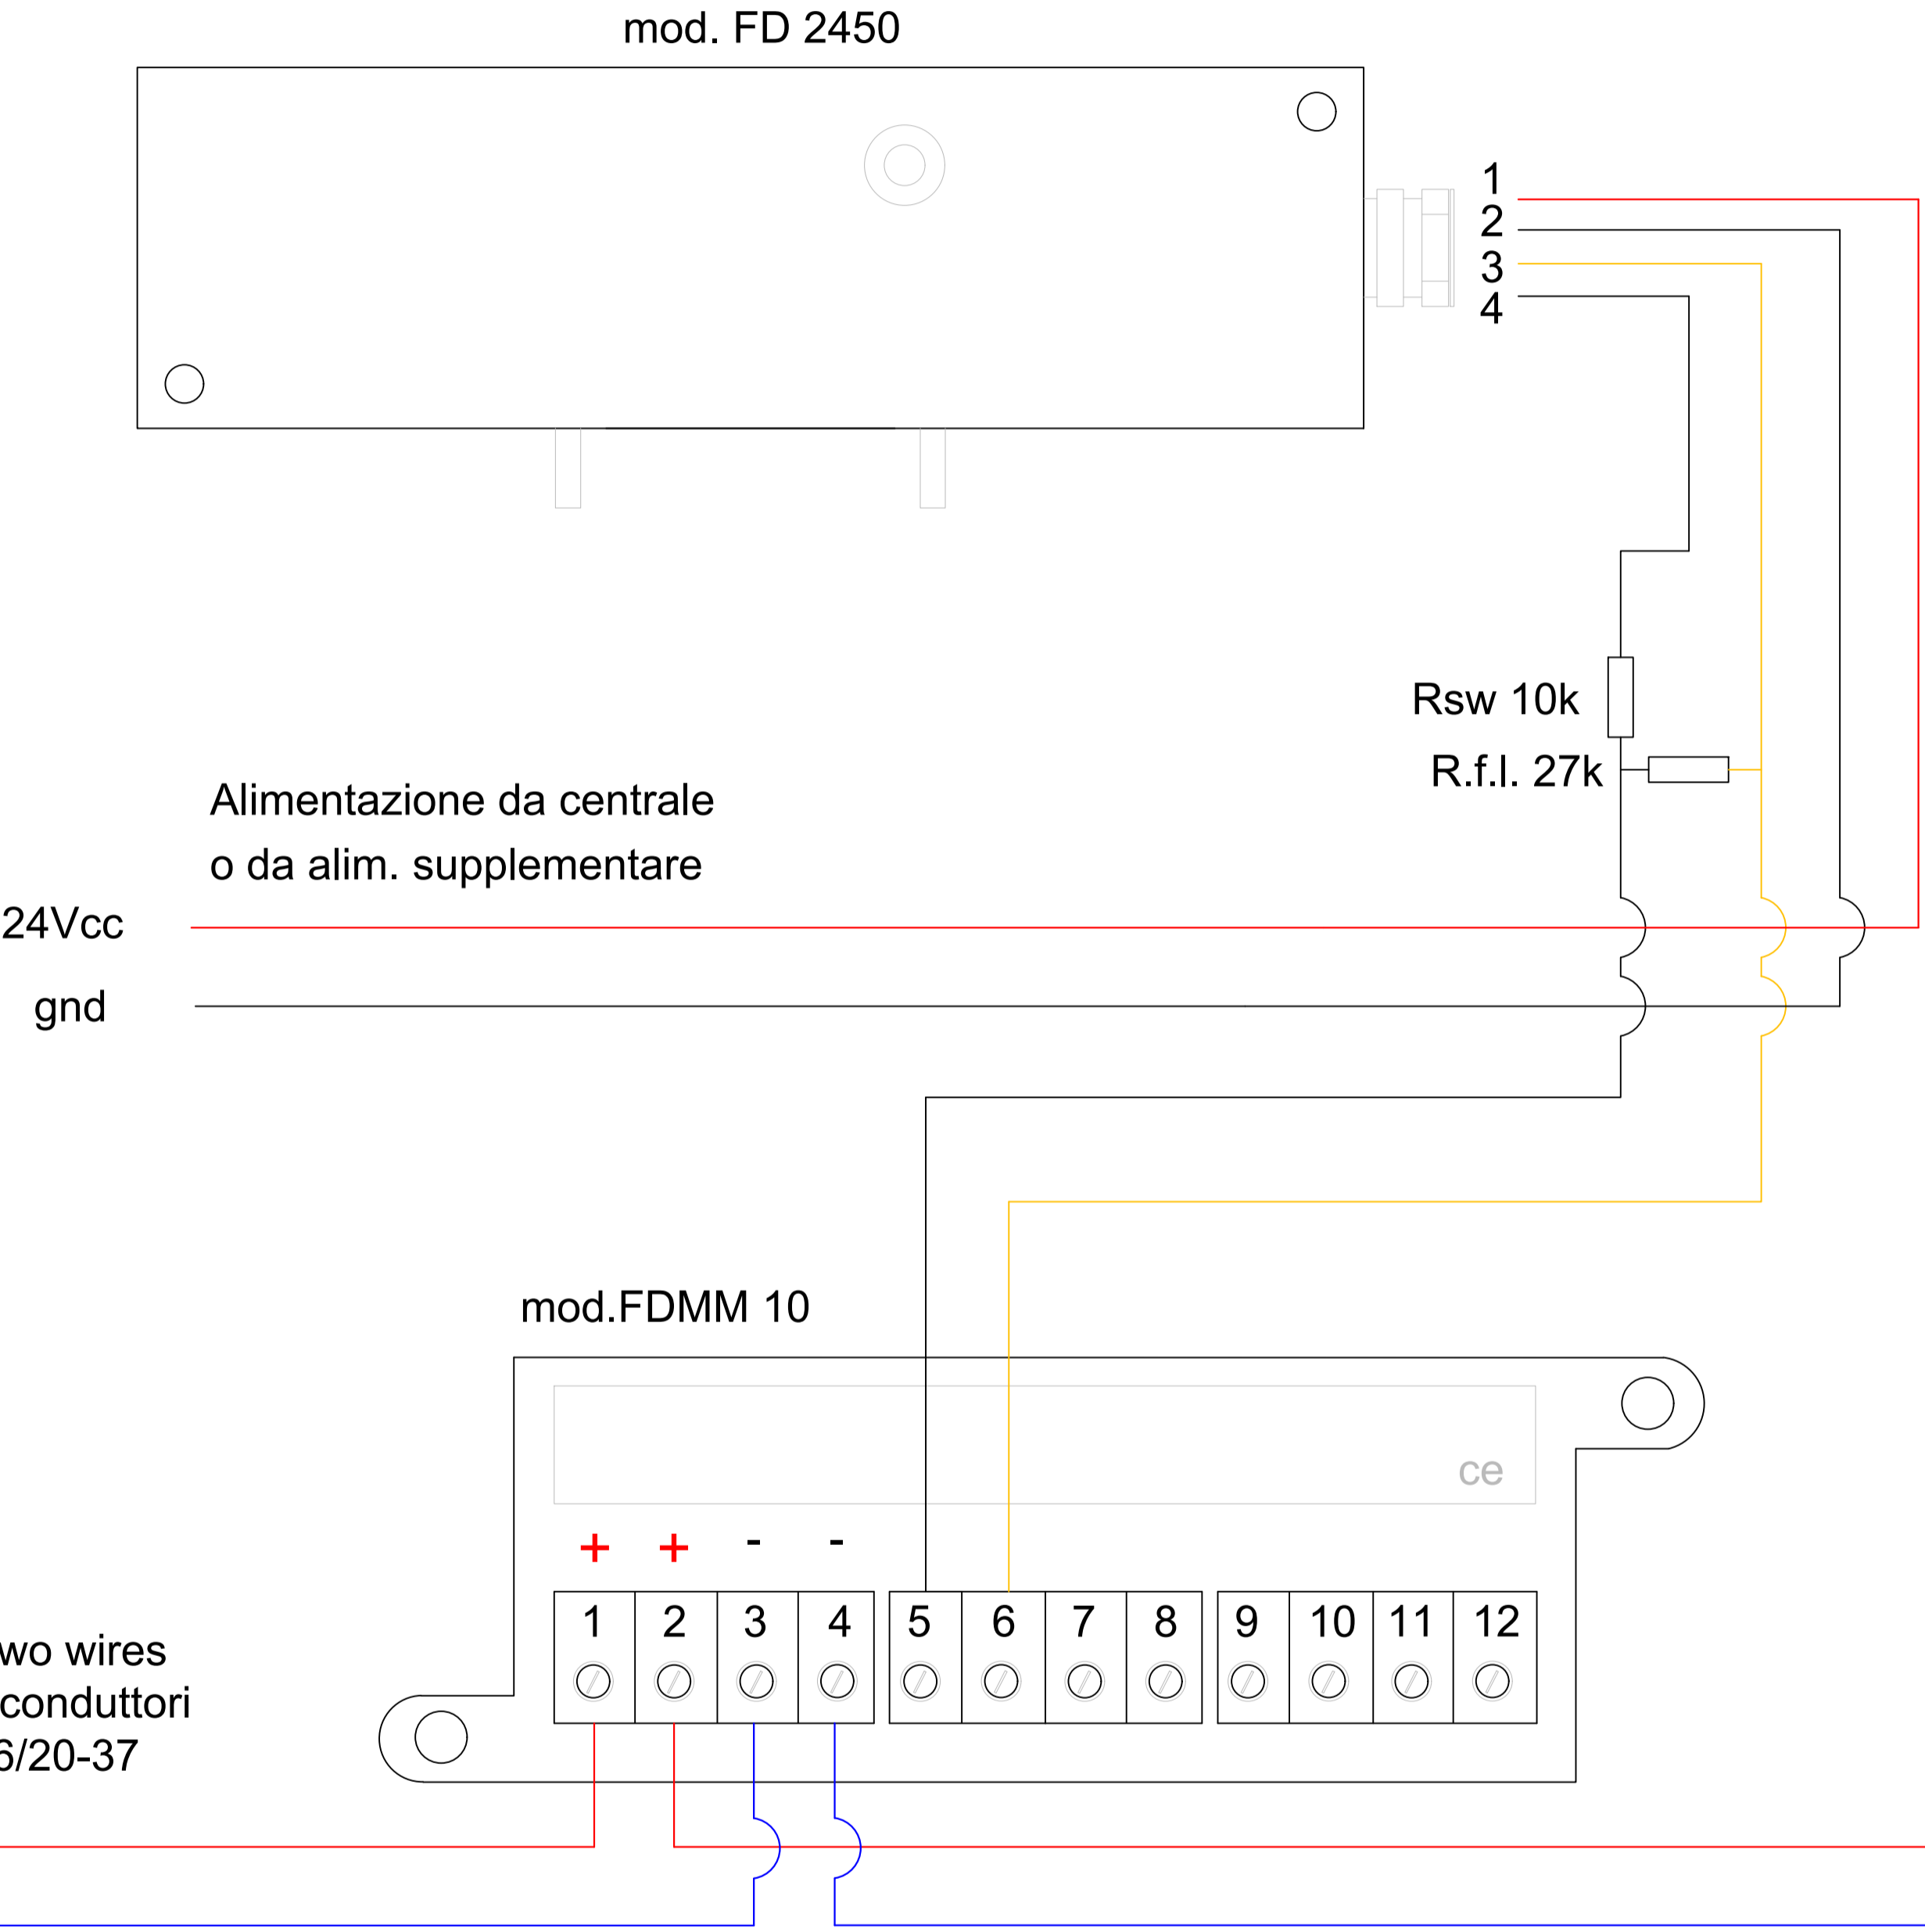 mod. FD 2450
1
2
3
4
Rsw 10k
R.f.l. 27k
Alimentazione da centrale
o da alim. supplementare
24Vcc
gnd
mod.FDMM 10
ce
+ + - -
1 2 3 4 5 6 7 8 9 10 11 12
wires
conduttori
/20-37